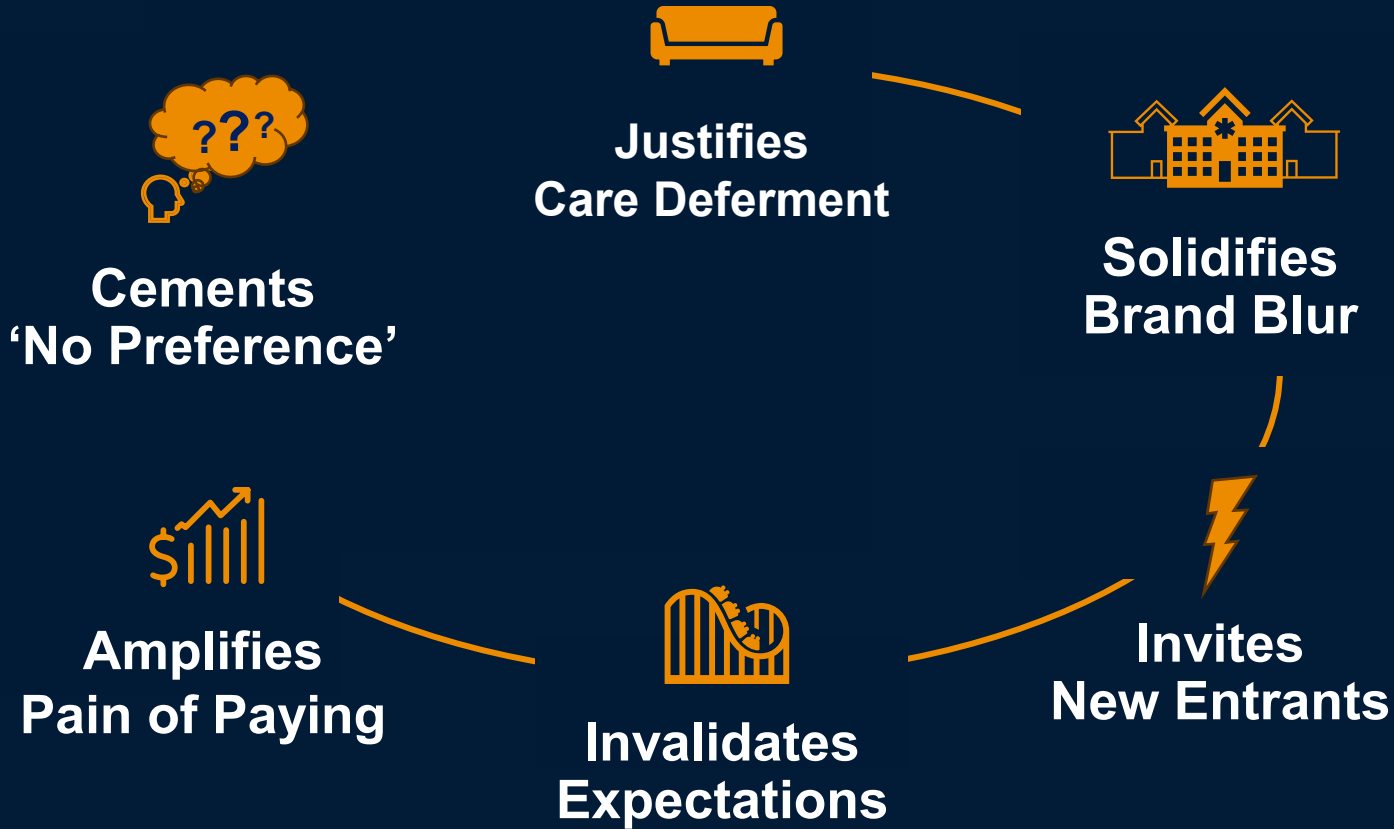 ???
Justifies
Care Deferment
Solidifies
Brand Blur
Invites
New Entrants
Invalidates
Expectations
$
Amplifies
Pain of Paying
Cements
‘No Preference’